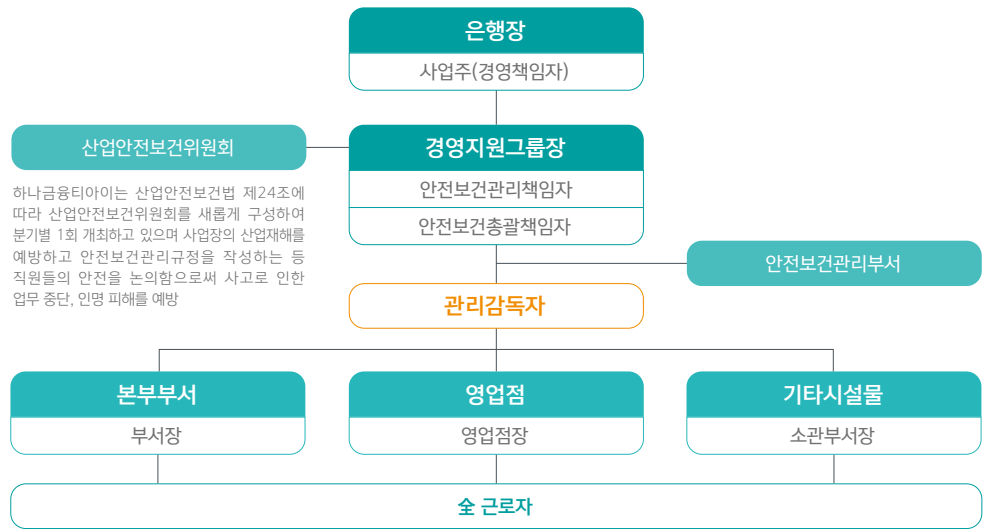 은행장
사업주(경영책임자)
산업안전보건위원회
하나금융티아이는 산업안전보건법 제24조에
따라 산업안전보건위원회를 새롭게 구성하여
분기별 1회 개최하고 있으며 사업장의 산업재해를
예방하고 안전보건관리규정을 작성하는 등
직원들의 안전을 논의함으로써 사고로 인한
업무 중단, 인명 피해를 예방
경영지원그룹장
안전보건관리책임자
안전보건총괄책임자
안전보건관리부서
관리감독자
본부부서
부서장
영업점
영업점장
기타시설물
소관부서장
全 근로자